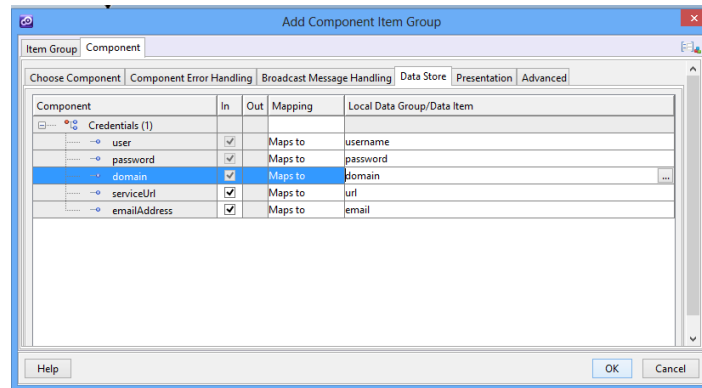 Add Component Item Group
Item Group Component
Choose Component Component Error Handling Broadcast Message Handling Data Store Presentation Advanced
Component In Out Mapping Local Data Group/Data Item
Credentials (1)
user Maps to username
password Maps to password
domain Maps to domain ...
serviceUrl Maps to url
emailAddress Maps to email
Help OK Cancel